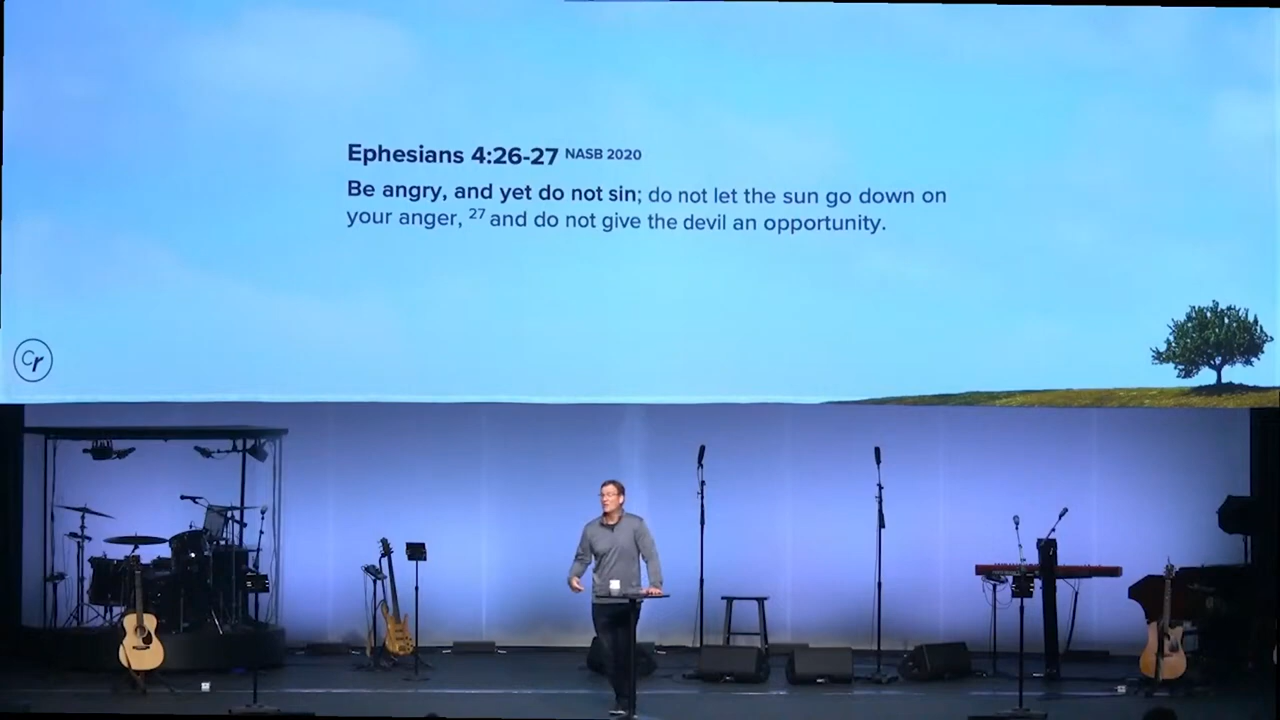 Ephesians 4:26-27 NASB 2020
Be angry, and yet do not sin; do not let the sun go down on
your anger, 27 and do not give the devil an opportunity.
Cr